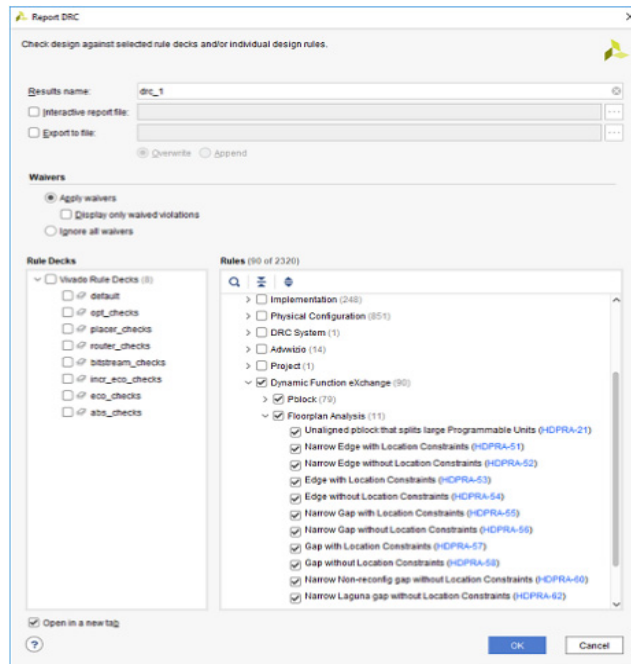 Report DRC
Check design against selected rule decks and/or individual design rules.
Results name: drc_1
Interactive report file:
Export to file:
Overwrite Append
Waivers
Apply waivers
Display only waived violations
Ignore all waivers
Rule Decks
Vivado Rule Decks (8)
default
opt_checks
placer_checks
router_checks
bitstream_checks
incr_eco_checks
eco_checks
abs_checks
Rules (90 of 2320)
Implementation (248)
Physical Configuration (851)
DRC System (1)
Advwizio (14)
Project (1)
Dynamic Function eXchange (90)
Pblock (79)
Floorplan Analysis (11)
Unaligned pblock that splits large Programmable Units (HDPRA-21)
Narrow Edge with Location Constraints (HDPRA-51)
Narrow Edge without Location Constraints (HDPRA-52)
Edge with Location Constraints (HDPRA-53)
Edge without Location Constraints (HDPRA-54)
Narrow Gap with Location Constraints (HDPRA-55)
Narrow Gap without Location Constraints (HDPRA-56)
Gap with Location Constraints (HDPRA-57)
Gap without Location Constraints (HDPRA-58)
Narrow Non-reconfig gap without Location Constraints (HDPRA-60)
Narrow Laguna gap without Location Constraints (HDPRA-62)
Open in a new tab
? OK Cancel